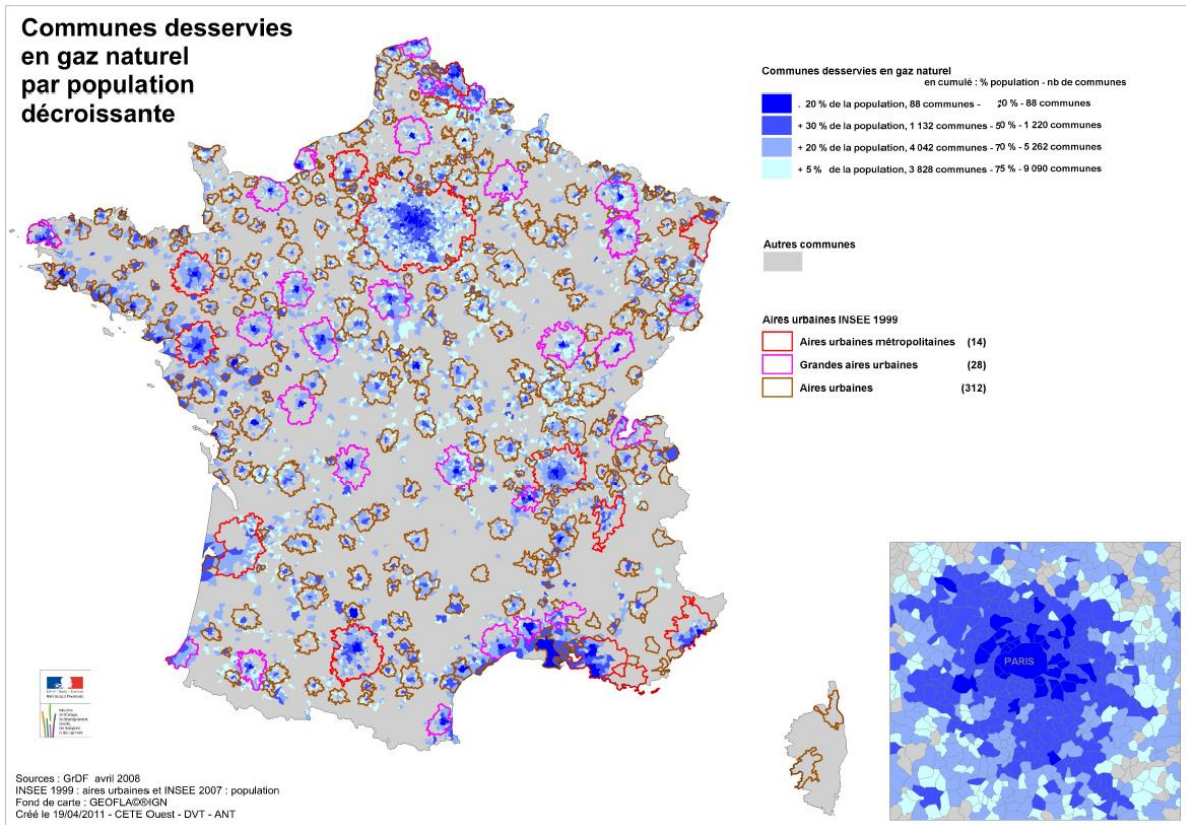 Communes desservies
en gaz naturel
par population
décroissante
Communes desservies en gaz naturel
en cumulé : % population - nb de communes
. 20 % de la population, 88 communes - 20 % - 88 communes
+ 30 % de la population, 1 132 communes - 50 % - 1 220 communes
+ 20 % de la population, 4 042 communes - 70 % - 5 262 communes
+ 5 % de la population, 3 828 communes - 75 % - 9 090 communes
Autres communes
Aires urbaines INSEE 1999
Aires urbaines métropolitaines (14)
Grandes aires urbaines (28)
Aires urbaines (312)
PARIS
Sources : GrDF avril 2008
INSEE 1999 : aires urbaines et INSEE 2007 : population
Fond de carte : GEOFLA©®IGN
Créé le 19/04/2011 - CETE Ouest - DVT - ANT